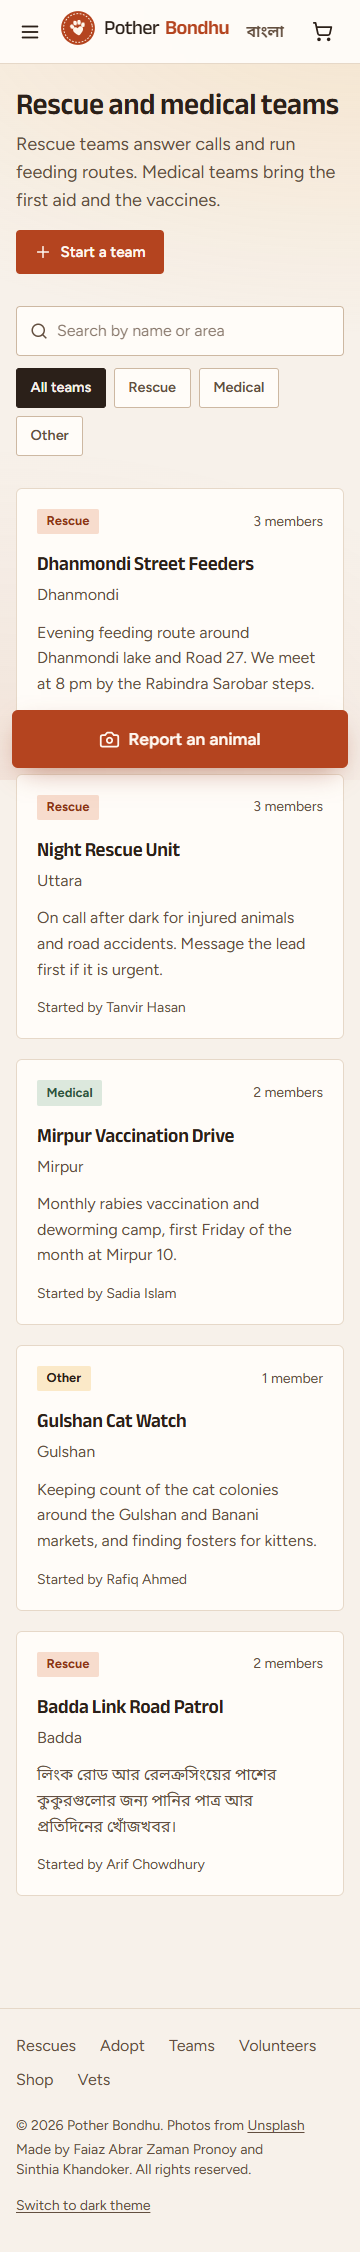 Pother Bondhu বাংলা
Rescue and medical teams
Rescue teams answer calls and run
feeding routes. Medical teams bring the
first aid and the vaccines.
+ Start a team
Search by name or area
All teams Rescue Medical
Other
Rescue 3 members
Dhanmondi Street Feeders
Dhanmondi
Evening feeding route around
Dhanmondi lake and Road 27. We meet
at 8 pm by the Rabindra Sarobar steps.
Report an animal
Rescue 3 members
Night Rescue Unit
Uttara
On call after dark for injured animals
and road accidents. Message the lead
first if it is urgent.
Started by Tanvir Hasan
Medical 2 members
Mirpur Vaccination Drive
Mirpur
Monthly rabies vaccination and
deworming camp, first Friday of the
month at Mirpur 10.
Started by Sadia Islam
Other 1 member
Gulshan Cat Watch
Gulshan
Keeping count of the cat colonies
around the Gulshan and Banani
markets, and finding fosters for kittens.
Started by Rafiq Ahmed
Rescue 2 members
Badda Link Road Patrol
Badda
লিংক রোড আর রেলক্রসিংয়ের পাশের
কুকুরগুলোর জন্য পানির পাত্র আর
প্রতিদিনের খোঁজখবর।
Started by Arif Chowdhury
Rescues Adopt Teams Volunteers
Shop Vets
© 2026 Pother Bondhu. Photos from Unsplash
Made by Faiaz Abrar Zaman Pronoy and
Sinthia Khandoker. All rights reserved.
Switch to dark theme